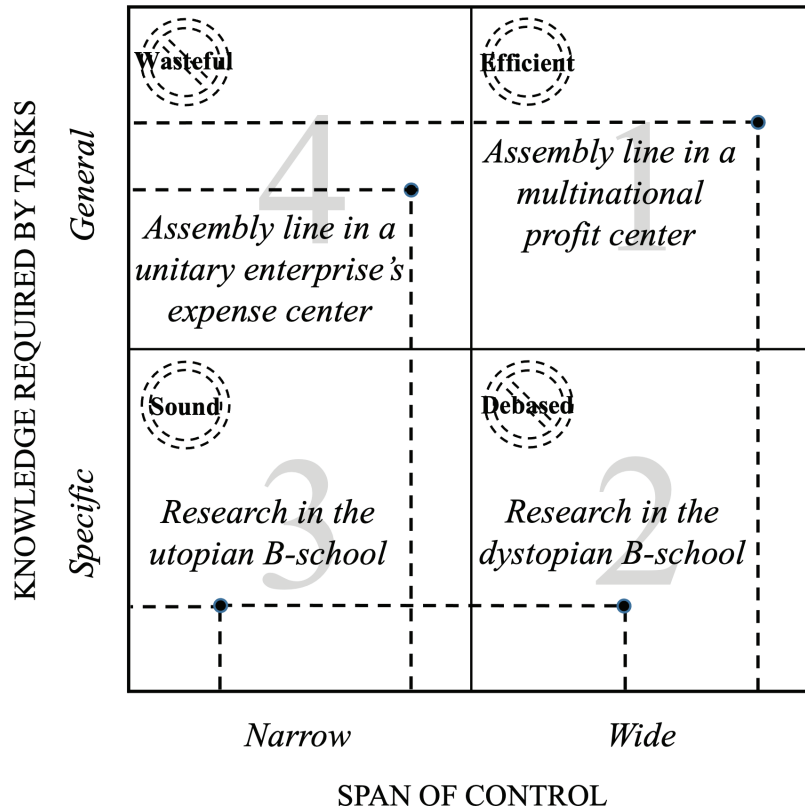 KNOWLEDGE REQUIRED BY TASKS
General
Specific
Wasteful
4
Assembly line in a
unitary enterprise’s
expense center
Efficient
1
Assembly line in a
multinational
profit center
Sound
3
Research in the
utopian B-school
Debased
2
Research in the
dystopian B-school
Narrow
Wide
SPAN OF CONTROL